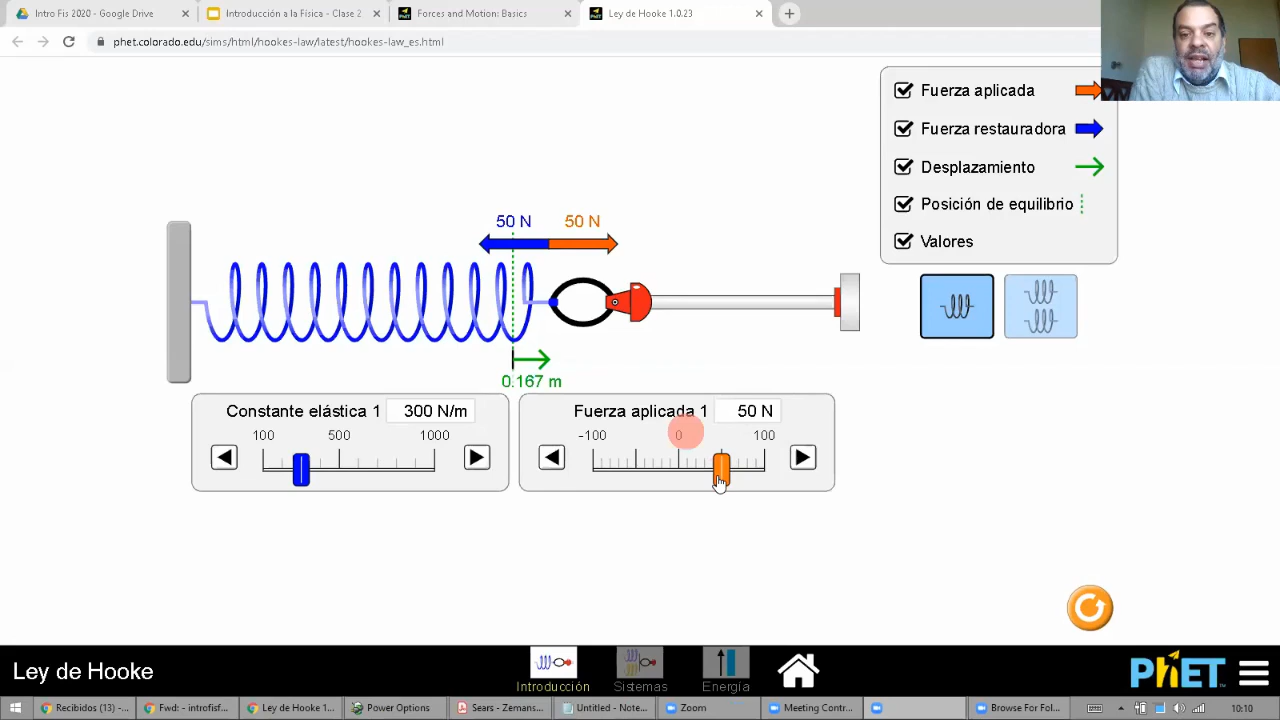 Intro Fis 2020 - Google Drive
Introducción a la Física - Clase 2
Forces and Motion: Basics
Ley de Hooke 1.0.23
phet.colorado.edu/sims/html/hookes-law/latest/hookes-law_es.html
Fuerza aplicada
Fuerza restauradora
Desplazamiento
Posición de equilibrio
Valores
50 N
50 N
0.167 m
Constante elástica 1
300 N/m
100
500
1000
Fuerza aplicada 1
50 N
-100
0
100
Ley de Hooke
Introducción
Sistemas
Energía
PhET
Recibidos (13) -...
Fwd: - introfis...
Ley de Hooke 1...
Power Options
Sears - Zemans...
Untitled - Note...
Zoom
Meeting Contr...
Browse For Fol...
10:10